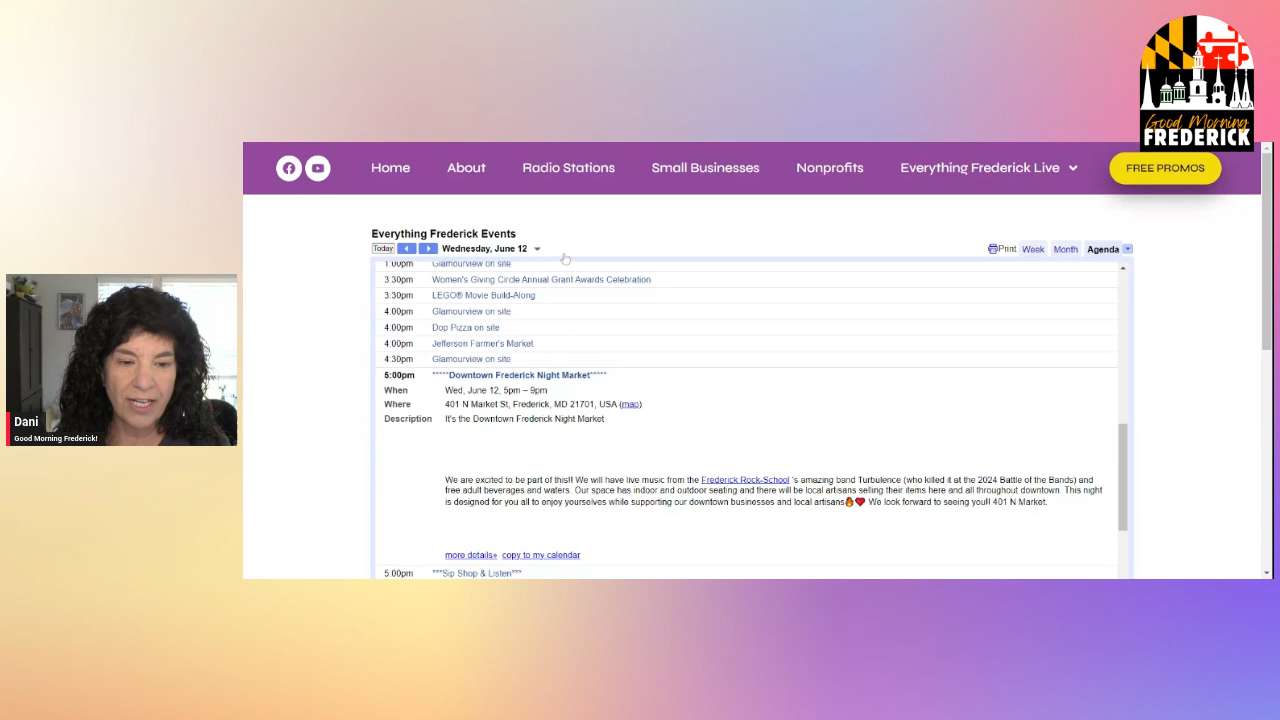 Good Morning
FREDERICK
Home
About
Radio Stations
Small Businesses
Nonprofits
Everything Frederick Live
FREE PROMOS
Everything Frederick Events
Today
Wednesday, June 12
Print
Week
Month
Agenda
1:00pm Glamourview on site
3:30pm Women's Giving Circle Annual Grant Awards Celebration
3:30pm LEGO® Movie Build-Along
4:00pm Glamourview on site
4:00pm Dop Pizza on site
4:00pm Jefferson Farmer's Market
4:30pm Glamourview on site
5:00pm *****Downtown Frederick Night Market*****
When Wed, June 12, 5pm – 9pm
Where 401 N Market St, Frederick, MD 21701, USA (map)
Description It's the Downtown Frederick Night Market
We are excited to be part of this!! We will have live music from the Frederick Rock-School 's amazing band Turbulence (who killed it at the 2024 Battle of the Bands) and
free adult beverages and waters. Our space has indoor and outdoor seating and there will be local artisans selling their items here and all throughout downtown. This night
is designed for you all to enjoy yourselves while supporting our downtown businesses and local artisans🔥❤️ We look forward to seeing you!! 401 N Market.
more details» copy to my calendar
5:00pm ***Sip Shop & Listen***
Dani
Good Morning Frederick!